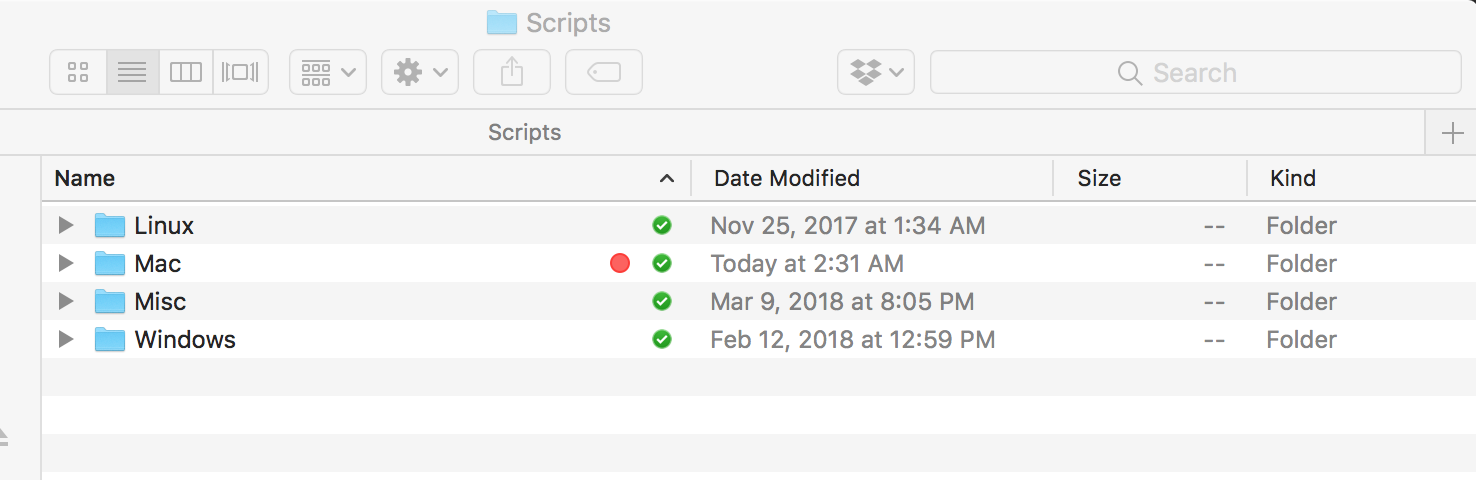 Scripts
Search
Scripts
Name Date Modified Size Kind
Linux Nov 25, 2017 at 1:34 AM -- Folder
Mac Today at 2:31 AM -- Folder
Misc Mar 9, 2018 at 8:05 PM -- Folder
Windows Feb 12, 2018 at 12:59 PM -- Folder